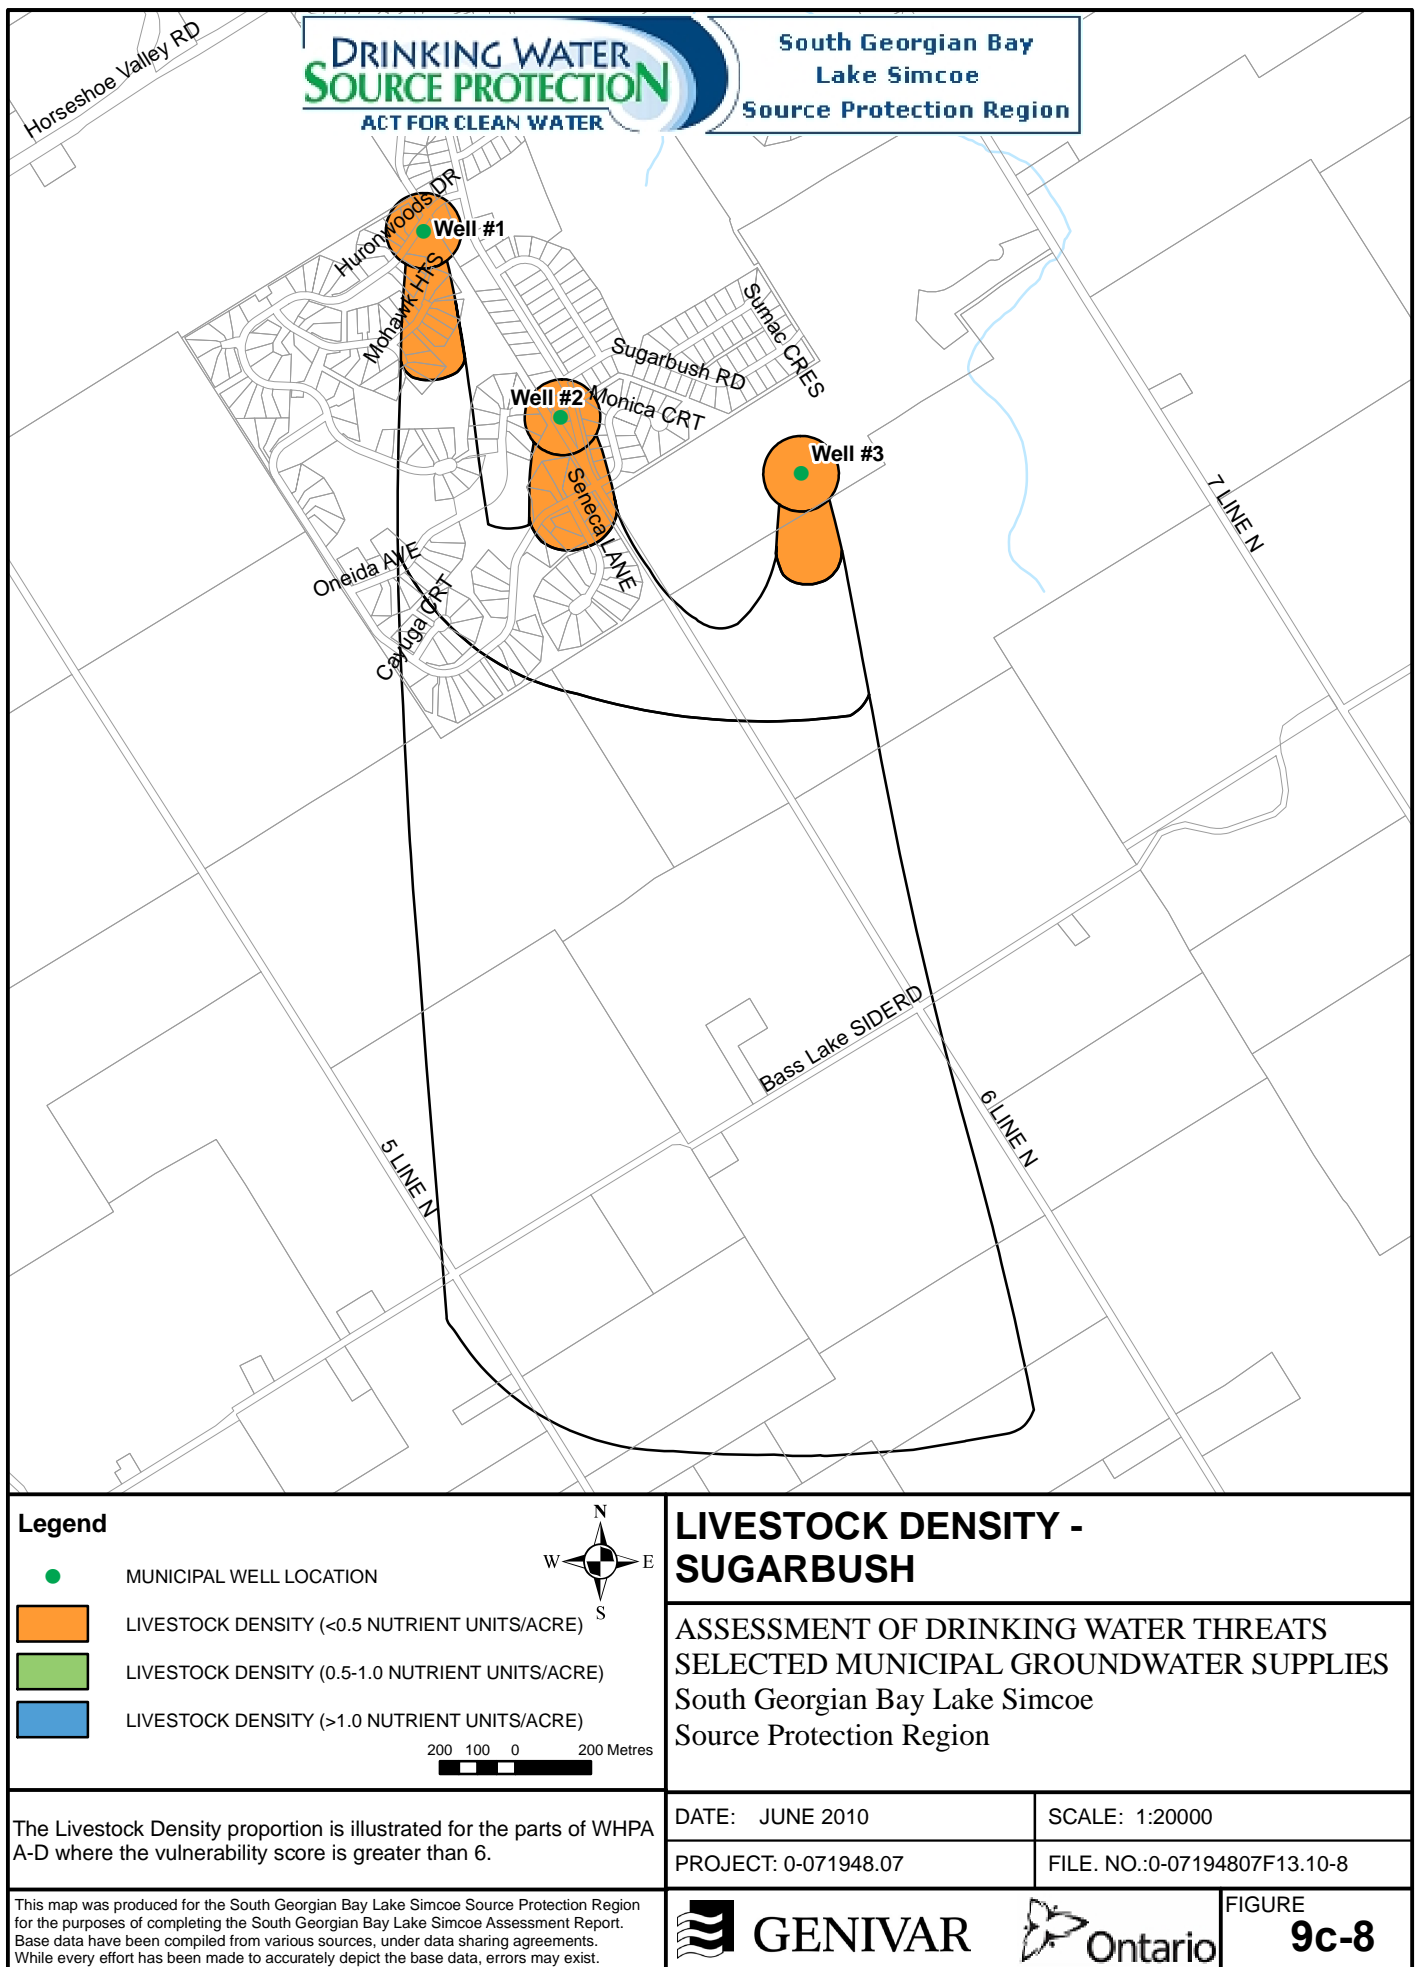 DRINKING WATER
SOURCE PROTECTION
ACT FOR CLEAN WATER
South Georgian Bay
Lake Simcoe
Source Protection Region
Horseshoe Valley RD
Huronwoods DR
Well #1
Mohawk HTS
Sumac CRES
Sugarbush RD
Well #2
Monica CRT
Well #3
Seneca LANE
7 LINE N
Oneida AVE
Cayuga CRT
Bass Lake SIDERD
6 LINE N
5 LINE N
Legend
N
W
E
S
MUNICIPAL WELL LOCATION
LIVESTOCK DENSITY (<0.5 NUTRIENT UNITS/ACRE)
LIVESTOCK DENSITY (0.5-1.0 NUTRIENT UNITS/ACRE)
LIVESTOCK DENSITY (>1.0 NUTRIENT UNITS/ACRE)
200 100 0 200 Metres
The Livestock Density proportion is illustrated for the parts of WHPA
A-D where the vulnerability score is greater than 6.
This map was produced for the South Georgian Bay Lake Simcoe Source Protection Region
for the purposes of completing the South Georgian Bay Lake Simcoe Assessment Report.
Base data have been compiled from various sources, under data sharing agreements.
While every effort has been made to accurately depict the base data, errors may exist.
LIVESTOCK DENSITY -
SUGARBUSH
ASSESSMENT OF DRINKING WATER THREATS
SELECTED MUNICIPAL GROUNDWATER SUPPLIES
South Georgian Bay Lake Simcoe
Source Protection Region
DATE: JUNE 2010
SCALE: 1:20000
PROJECT: 0-071948.07
FILE. NO.:0-07194807F13.10-8
GENIVAR
Ontario
FIGURE
9c-8